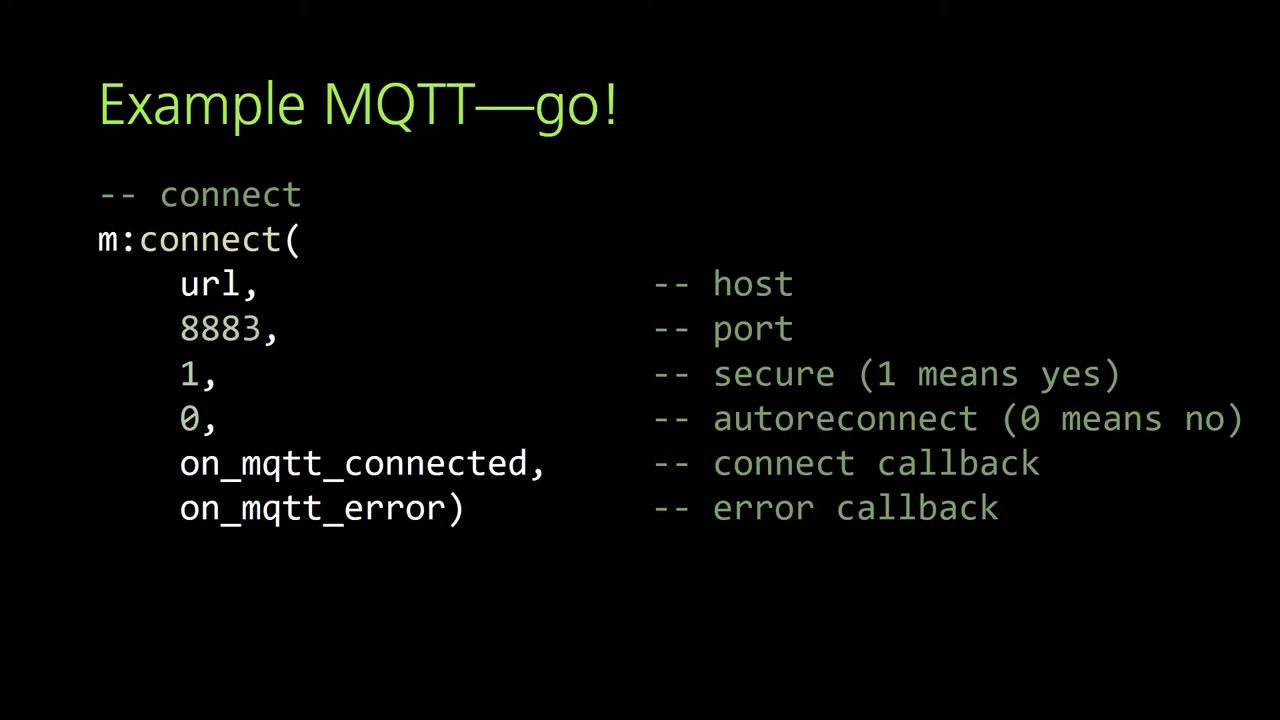 Example MQTT—go!
-- connect
m:connect(
url, -- host
8883, -- port
1, -- secure (1 means yes)
0, -- autoreconnect (0 means no)
on_mqtt_connected, -- connect callback
on_mqtt_error) -- error callback